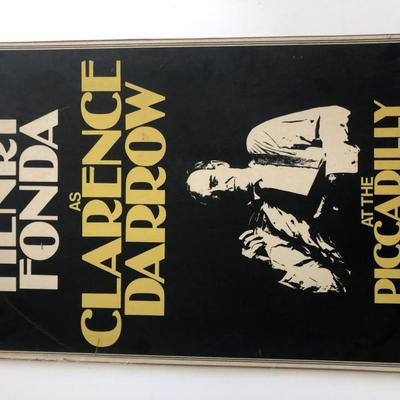 HENRY
FONDA
AS
CLARENCE
DARROW
AT THE
PICCADILLY